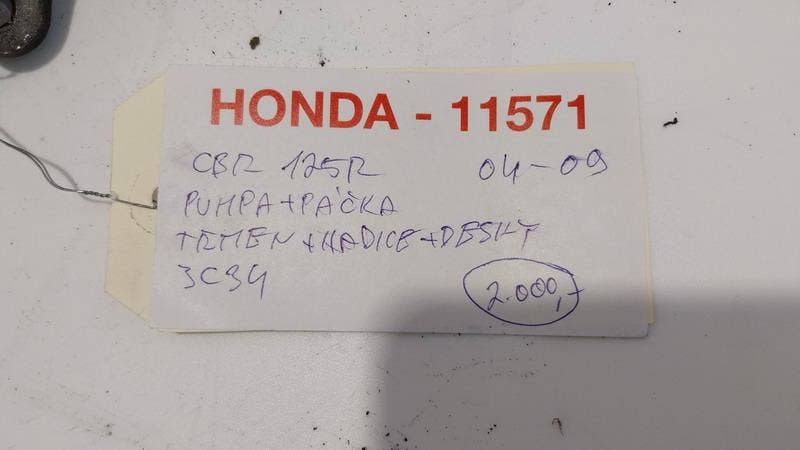 HONDA - 11571
CBR 125R 04-09
PUMPA+PÁČKA
TRMEN+HADICE+DESKY
3C34
2.000,-